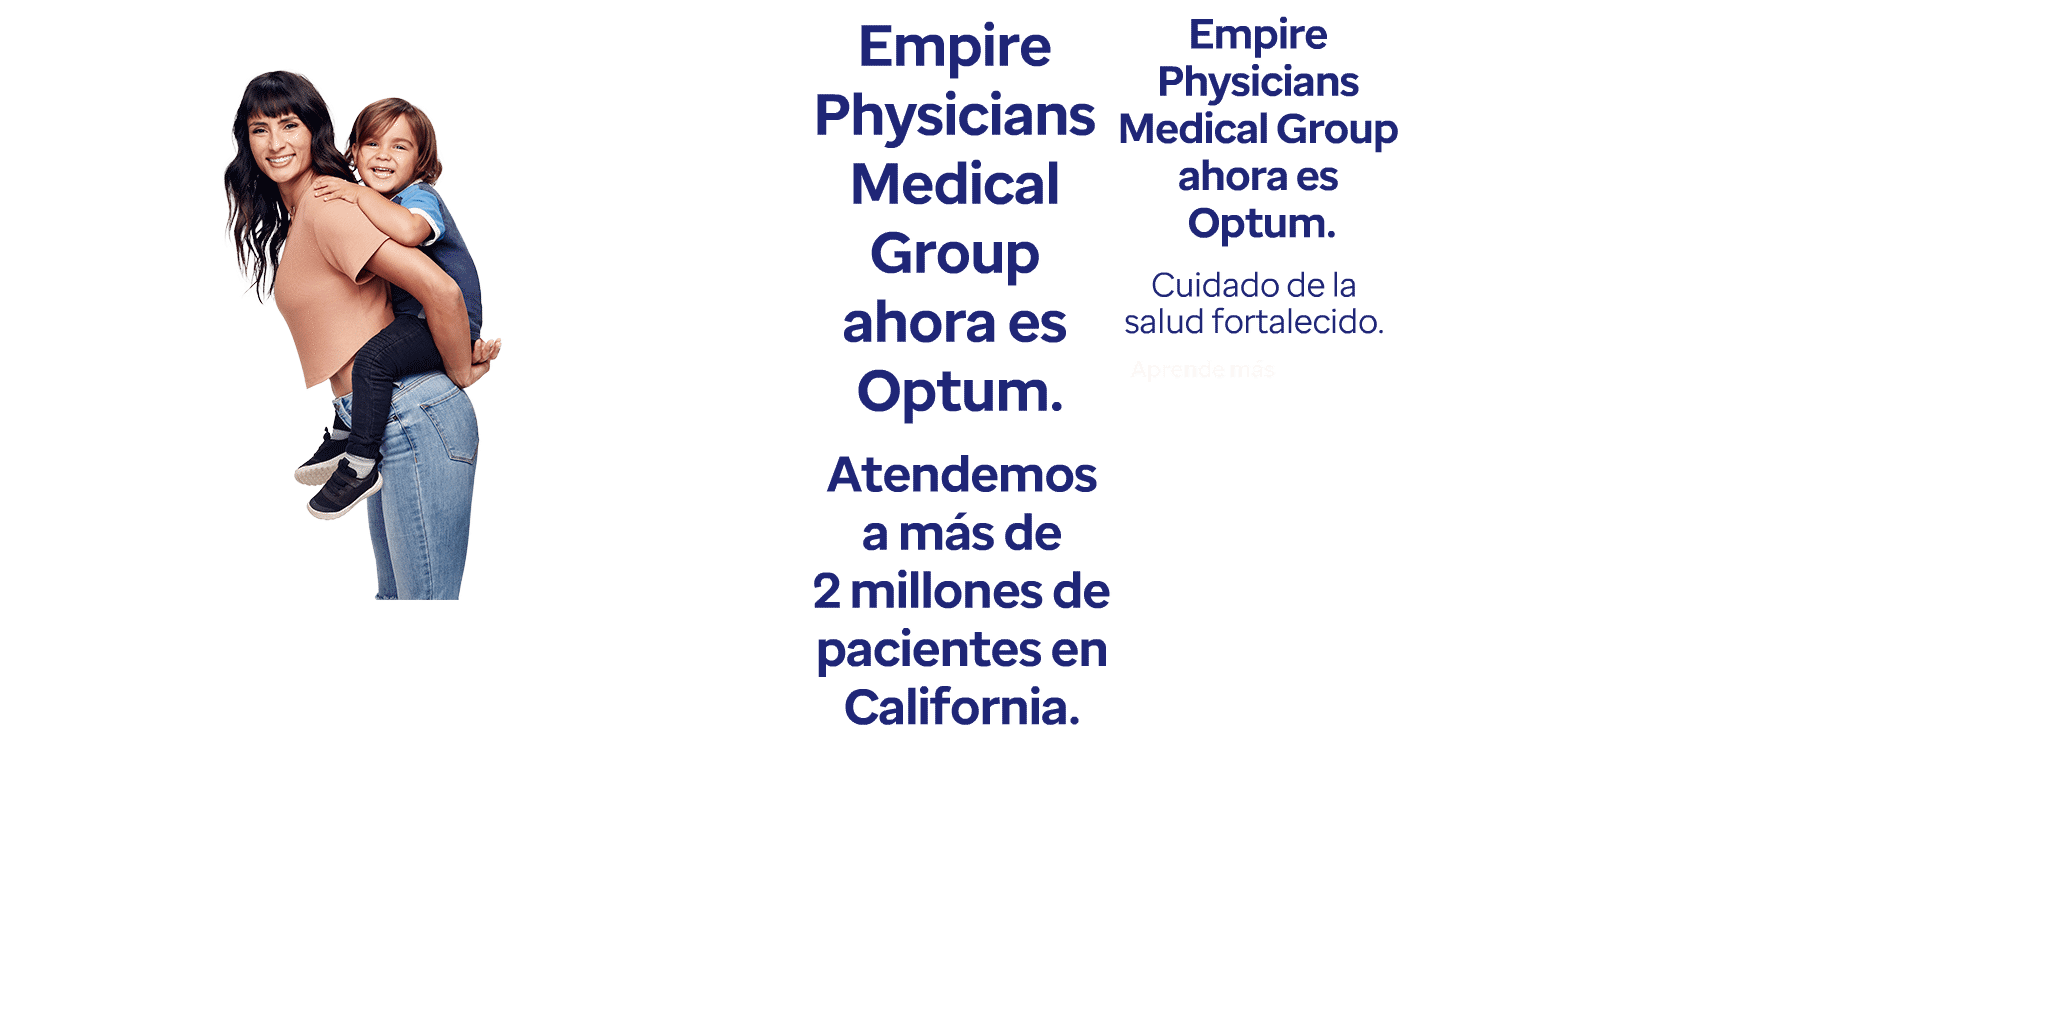 Empire
Physicians
Medical
Group
ahora es
Optum.
Atendemos
a más de
2 millones de
pacientes en
California.
Empire
Physicians
Medical Group
ahora es
Optum.
Cuidado de la
salud fortalecido.
Aprende más